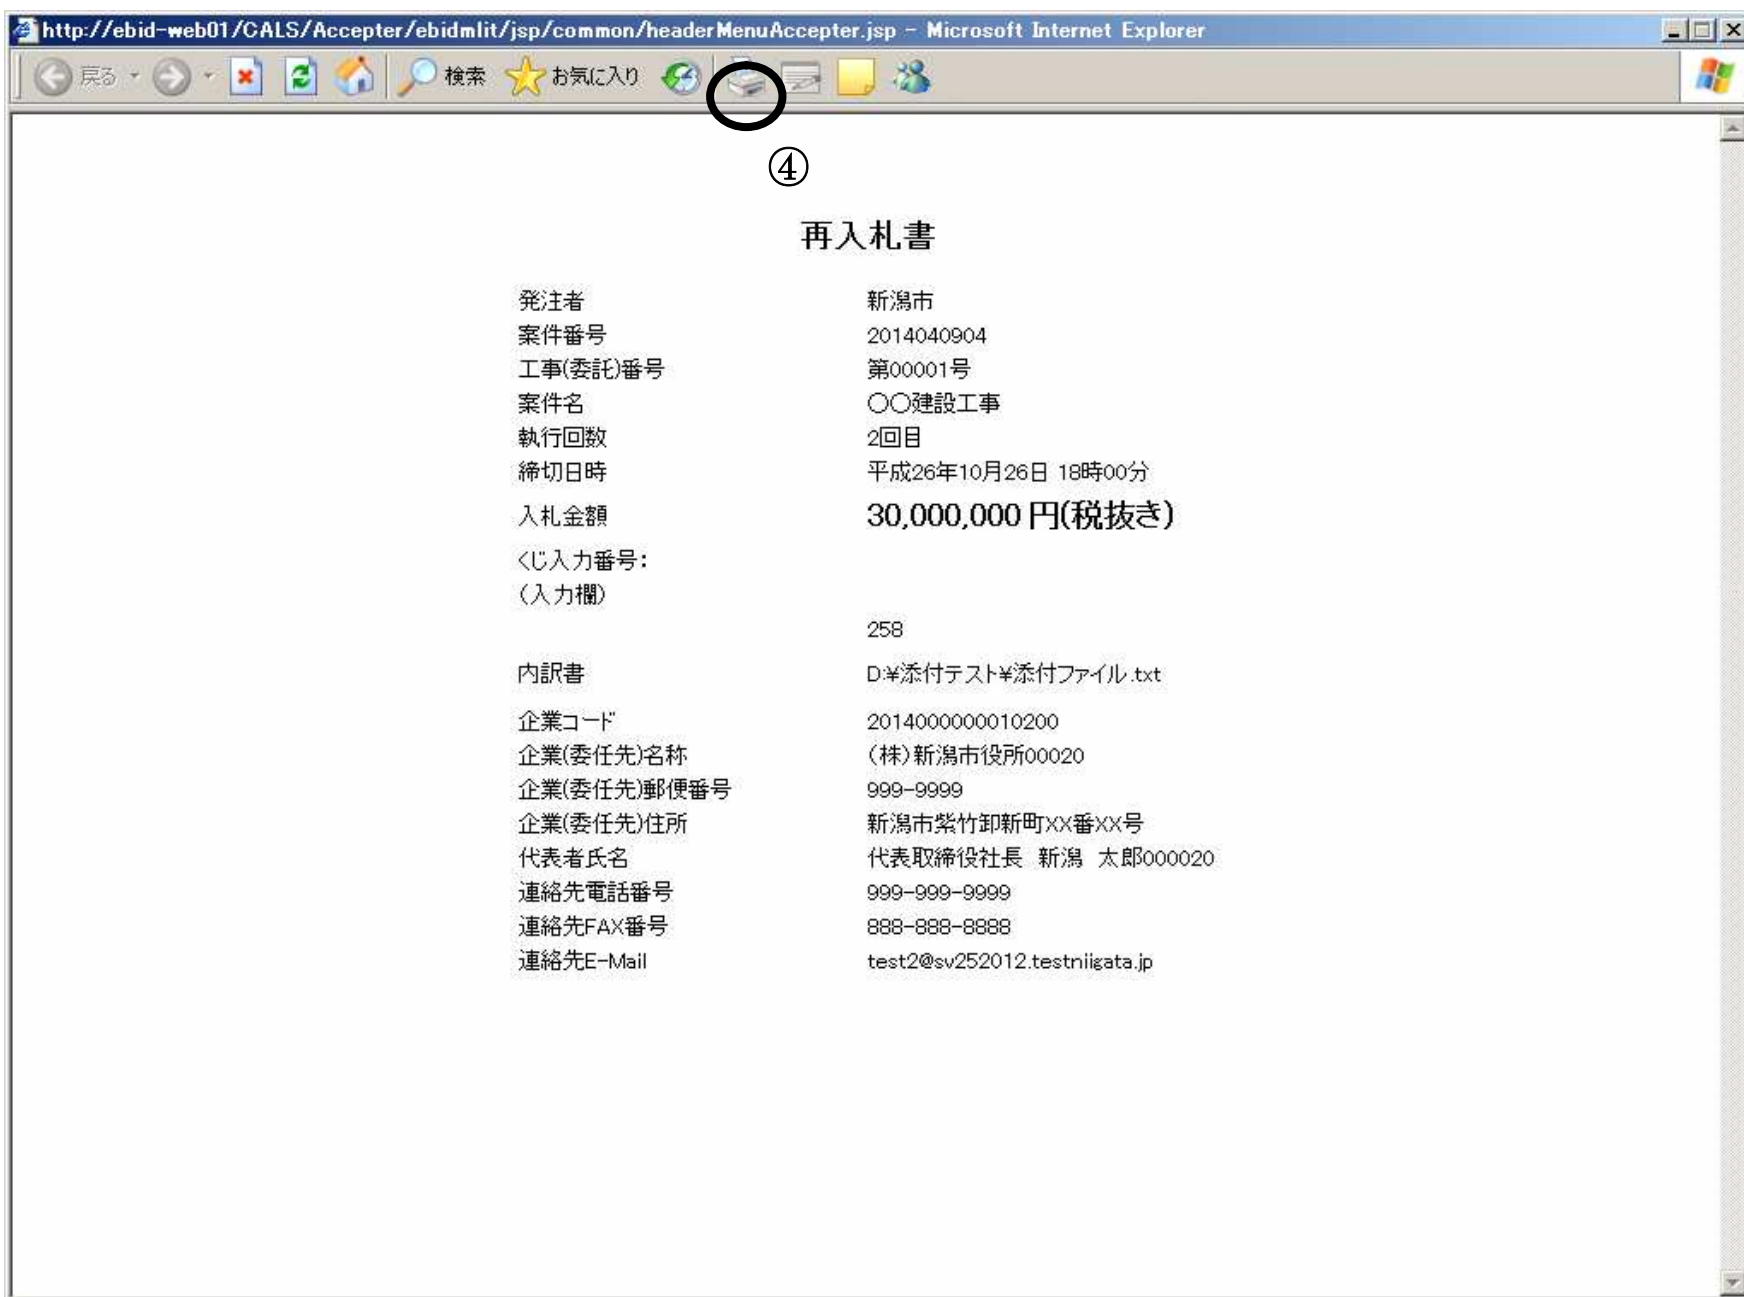 http://ebid-web01/CALS/Accepter/ebidmlit/jsp/common/headerMenuAccepter.jsp - Microsoft Internet Explorer
戻る 検索 お気に入り
④
再入札書
発注者 新潟市
案件番号 2014040904
工事(委託)番号 第00001号
案件名 〇〇建設工事
執行回数 2回目
締切日時 平成26年10月26日 18時00分
入札金額 30,000,000 円(税抜き)
くじ入力番号:
(入力欄)
258
内訳書 D:¥添付テスト¥添付ファイル.txt
企業コード 2014000000010200
企業(委任先)名称 (株)新潟市役所00020
企業(委任先)郵便番号 999-9999
企業(委任先)住所 新潟市紫竹卸新町XX番XX号
代表者氏名 代表取締役社長 新潟 太郎000020
連絡先電話番号 999-999-9999
連絡先FAX番号 888-888-8888
連絡先E-Mail test2@sv252012.testniigata.jp